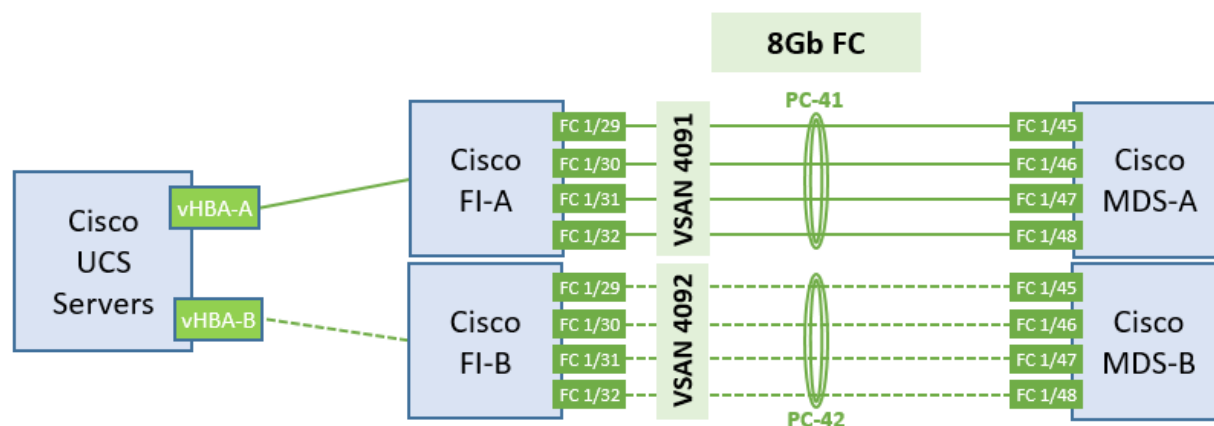 8Gb FC
PC-41
Cisco
UCS
Servers
vHBA-A
vHBA-B
Cisco
FI-A
FC 1/29
FC 1/30
FC 1/31
FC 1/32
VSAN 4091
FC 1/45
FC 1/46
FC 1/47
FC 1/48
Cisco
MDS-A
Cisco
FI-B
FC 1/29
FC 1/30
FC 1/31
FC 1/32
VSAN 4092
FC 1/45
FC 1/46
FC 1/47
FC 1/48
Cisco
MDS-B
PC-42